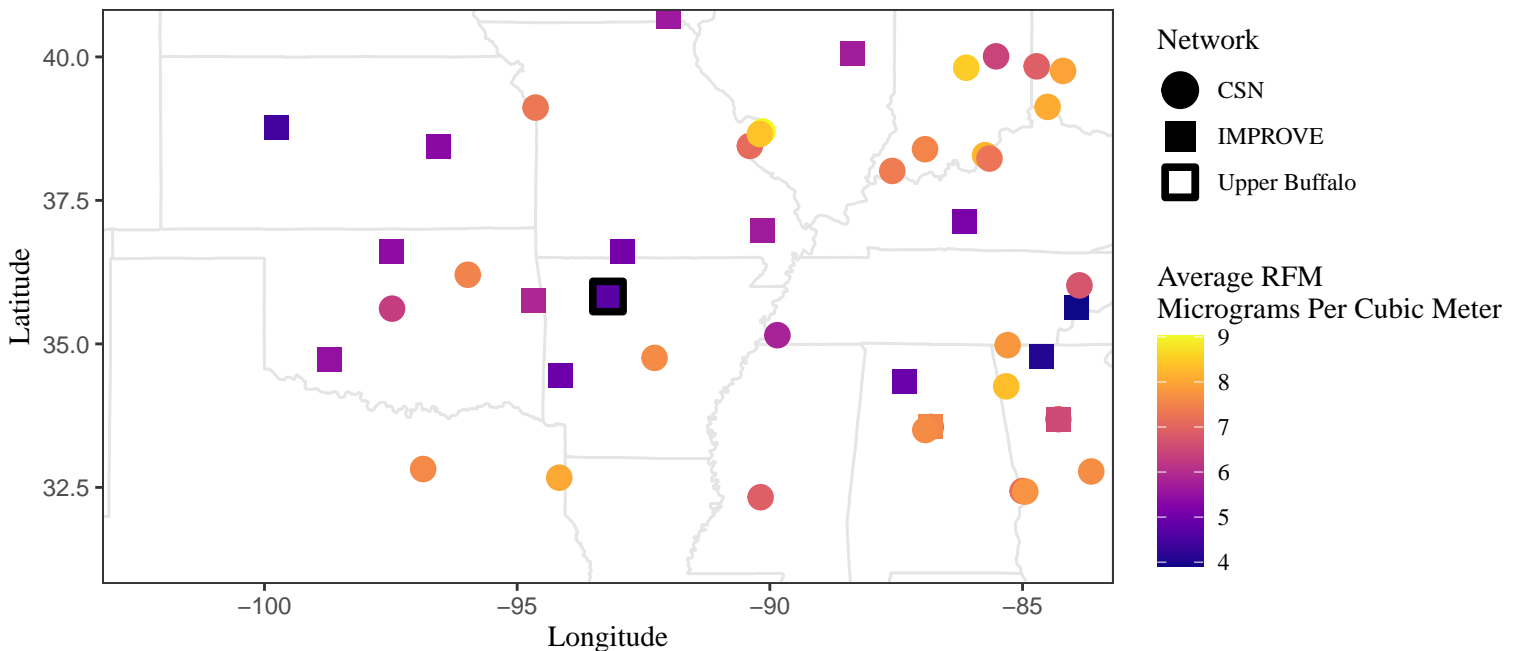 40.0
37.5
35.0
32.5
Latitude
−100
−95
−90
−85
Longitude
Network
CSN
IMPROVE
Upper Buffalo
Average RFM
Micrograms Per Cubic Meter
9
8
7
6
5
4